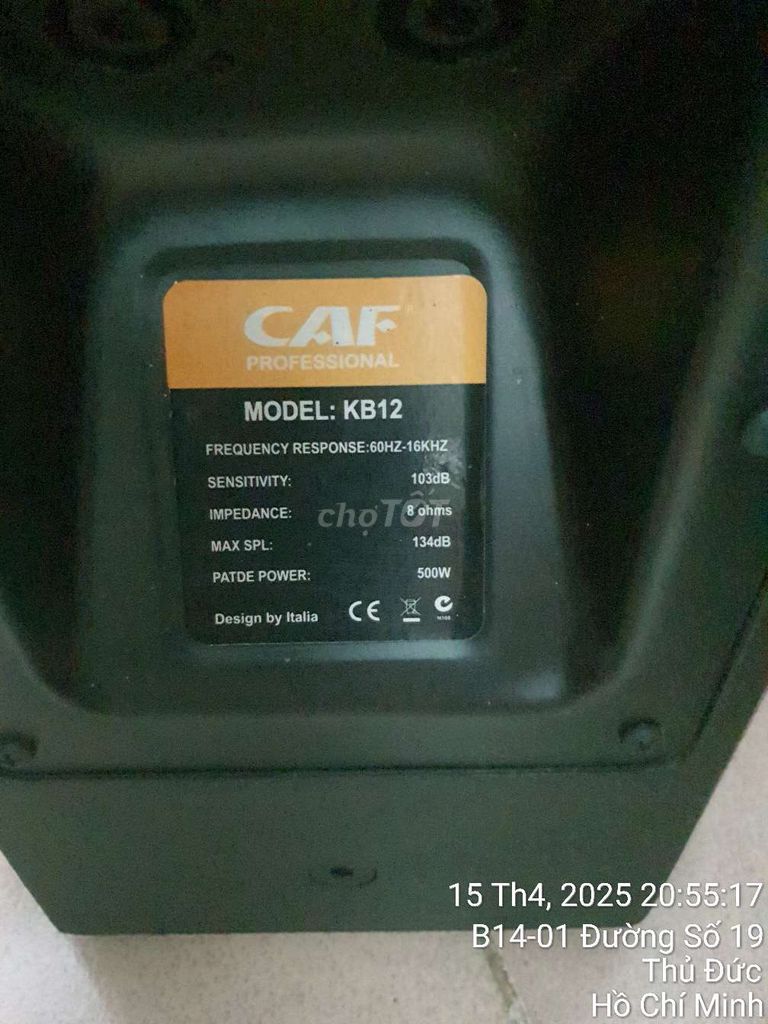 CAF
PROFESSIONAL
MODEL: KB12
FREQUENCY RESPONSE:60HZ-16KHZ
SENSITIVITY: 103dB
IMPEDANCE: 8 ohms
chợTỐT
MAX SPL: 134dB
PATDE POWER: 500W
Design by Italia CE
15 Th4, 2025 20:55:17
B14-01 Đường Số 19
Thủ Đức
Hồ Chí Minh